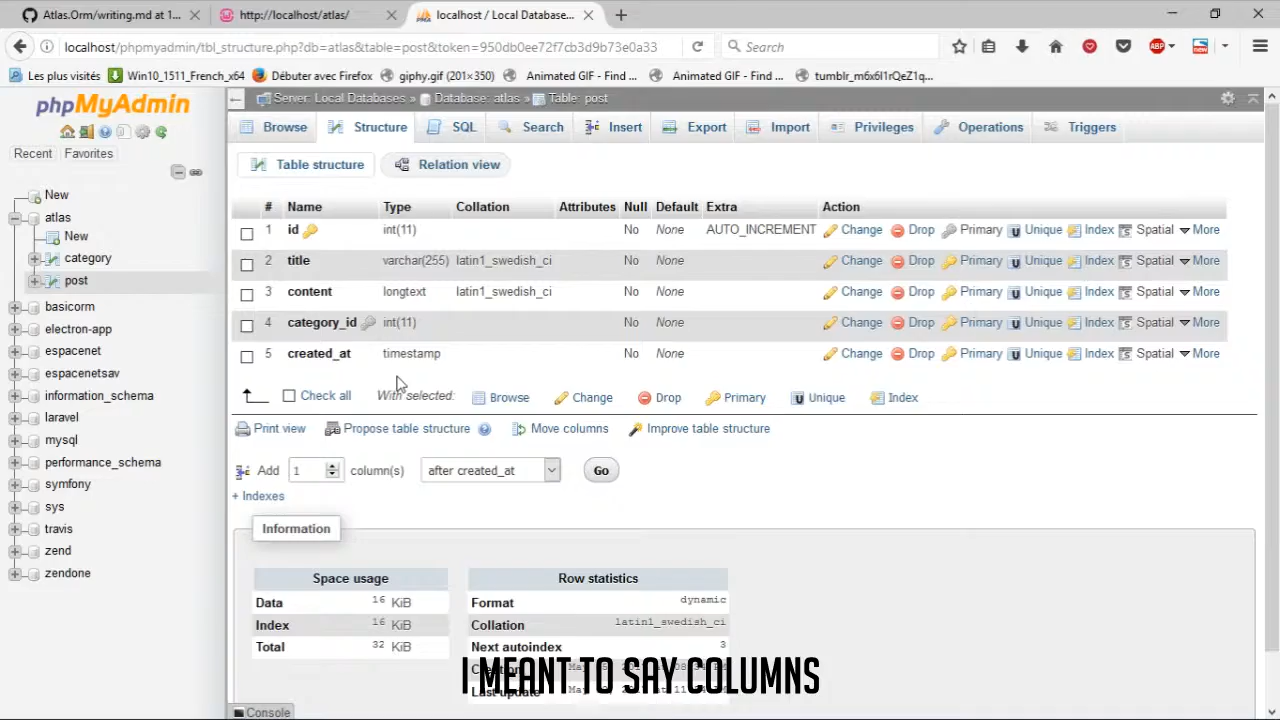 Atlas.Orm/writing.md at 1... http://localhost/atlas/ localhost / Local Database...
localhost/phpmyadmin/tbl_structure.php?db=atlas&table=post&token=950db0ee72f7cb3d9b73e0a33 Search ABP
Les plus visités Win10_1511_French_x64 Débuter avec Firefox giphy.gif (201×350) Animated GIF - Find ... Animated GIF - Find ... tumblr_m6x6l1rQeZ1q...
phpMyAdmin
Recent Favorites
New
atlas
New
category
post
basicorm
electron-app
espacenet
espacenetsav
information_schema
laravel
mysql
performance_schema
symfony
sys
travis
zend
zendone
Server: Local Databases » Database: atlas » Table: post
Browse Structure SQL Search Insert Export Import Privileges Operations Triggers
Table structure Relation view
# Name Type Collation Attributes Null Default Extra Action
1 id int(11) No None AUTO_INCREMENT Change Drop Primary Unique Index Spatial More
2 title varchar(255) latin1_swedish_ci No None Change Drop Primary Unique Index Spatial More
3 content longtext latin1_swedish_ci No None Change Drop Primary Unique Index Spatial More
4 category_id int(11) No None Change Drop Primary Unique Index Spatial More
5 created_at timestamp No None Change Drop Primary Unique Index Spatial More
Check all With selected: Browse Change Drop Primary Unique Index
Print view Propose table structure Move columns Improve table structure
Add 1 column(s) after created_at Go
+ Indexes
Information
Space usage
Data 16 KiB
Index 16 KiB
Total 32 KiB
Row statistics
Format dynamic
Collation latin1_swedish_ci
Next autoindex 3
Last update
I MEANT TO SAY COLUMNS
Console